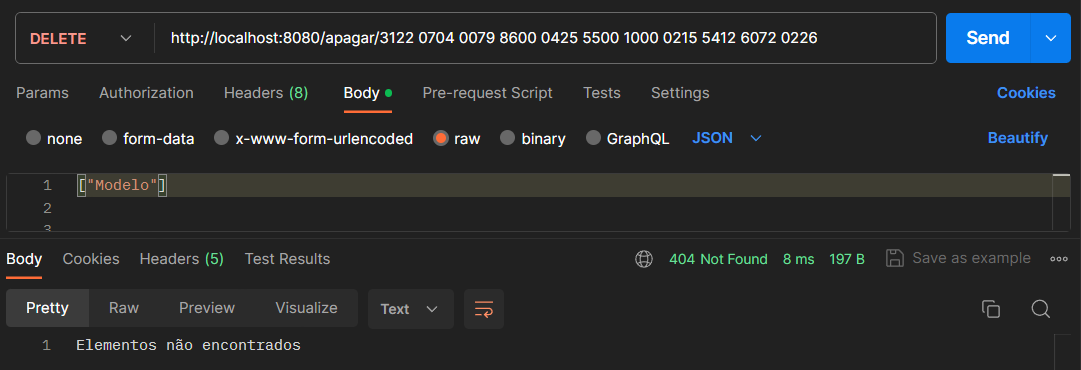 DELETE http://localhost:8080/apagar/3122 0704 0079 8600 0425 5500 1000 0215 5412 6072 0226 Send
Params Authorization Headers (8) Body Pre-request Script Tests Settings Cookies
none form-data x-www-form-urlencoded raw binary GraphQL JSON Beautify
1 ["Modelo"]
2
3
Body Cookies Headers (5) Test Results 404 Not Found 8 ms 197 B Save as example
Pretty Raw Preview Visualize Text
1 Elementos não encontrados